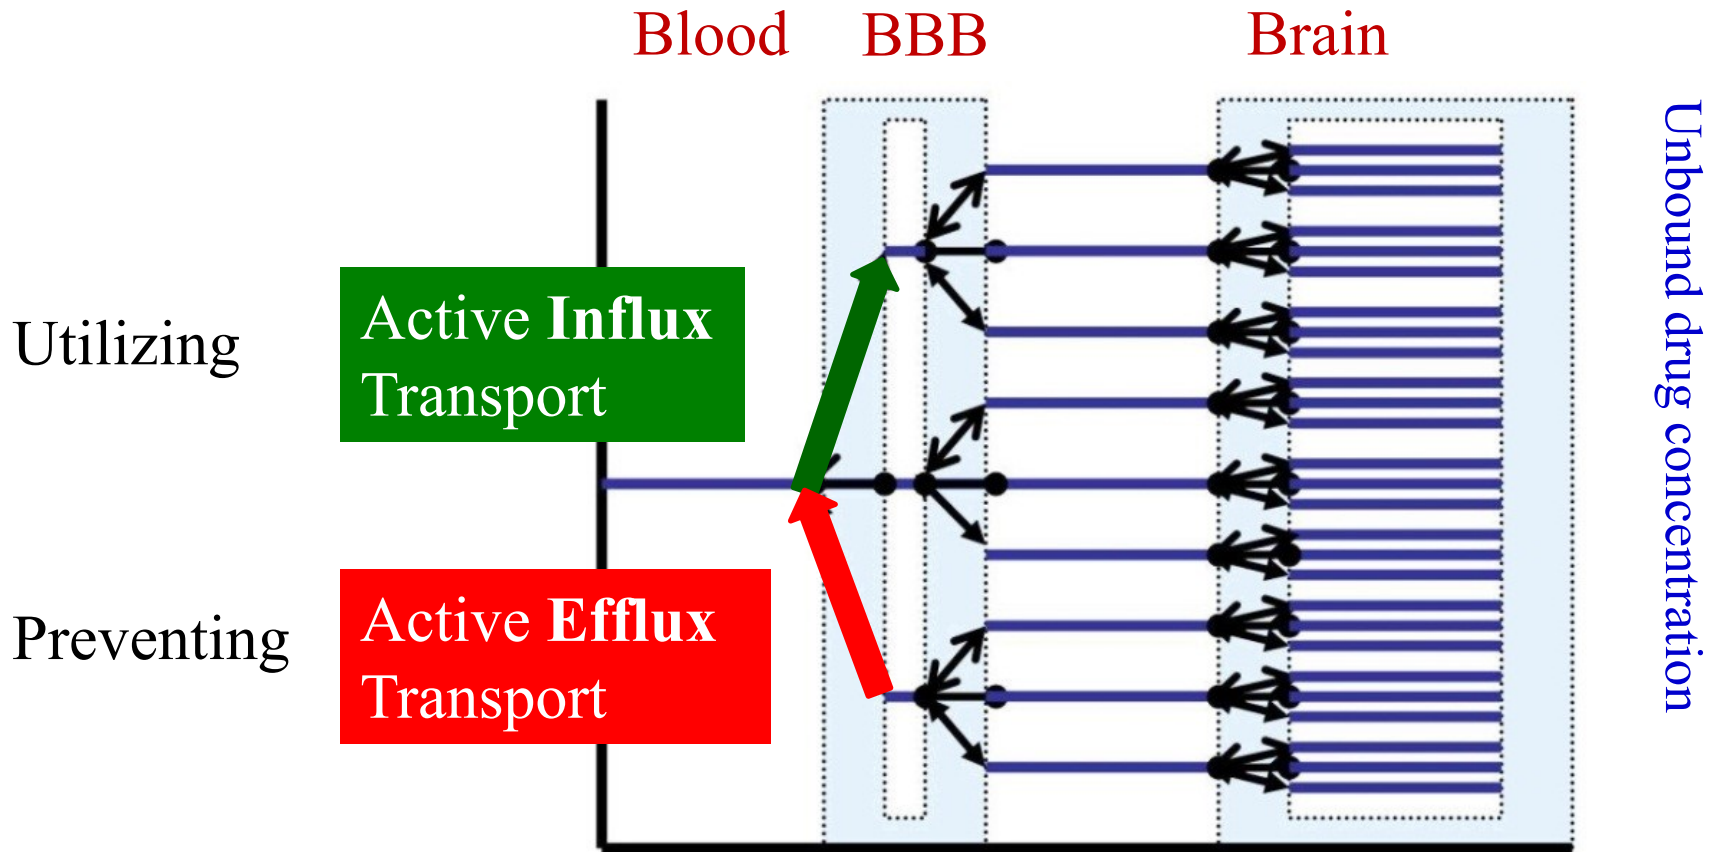 Blood
BBB
Brain
Unbound drug concentration
Utilizing
Active Influx
Transport
Preventing
Active Efflux
Transport